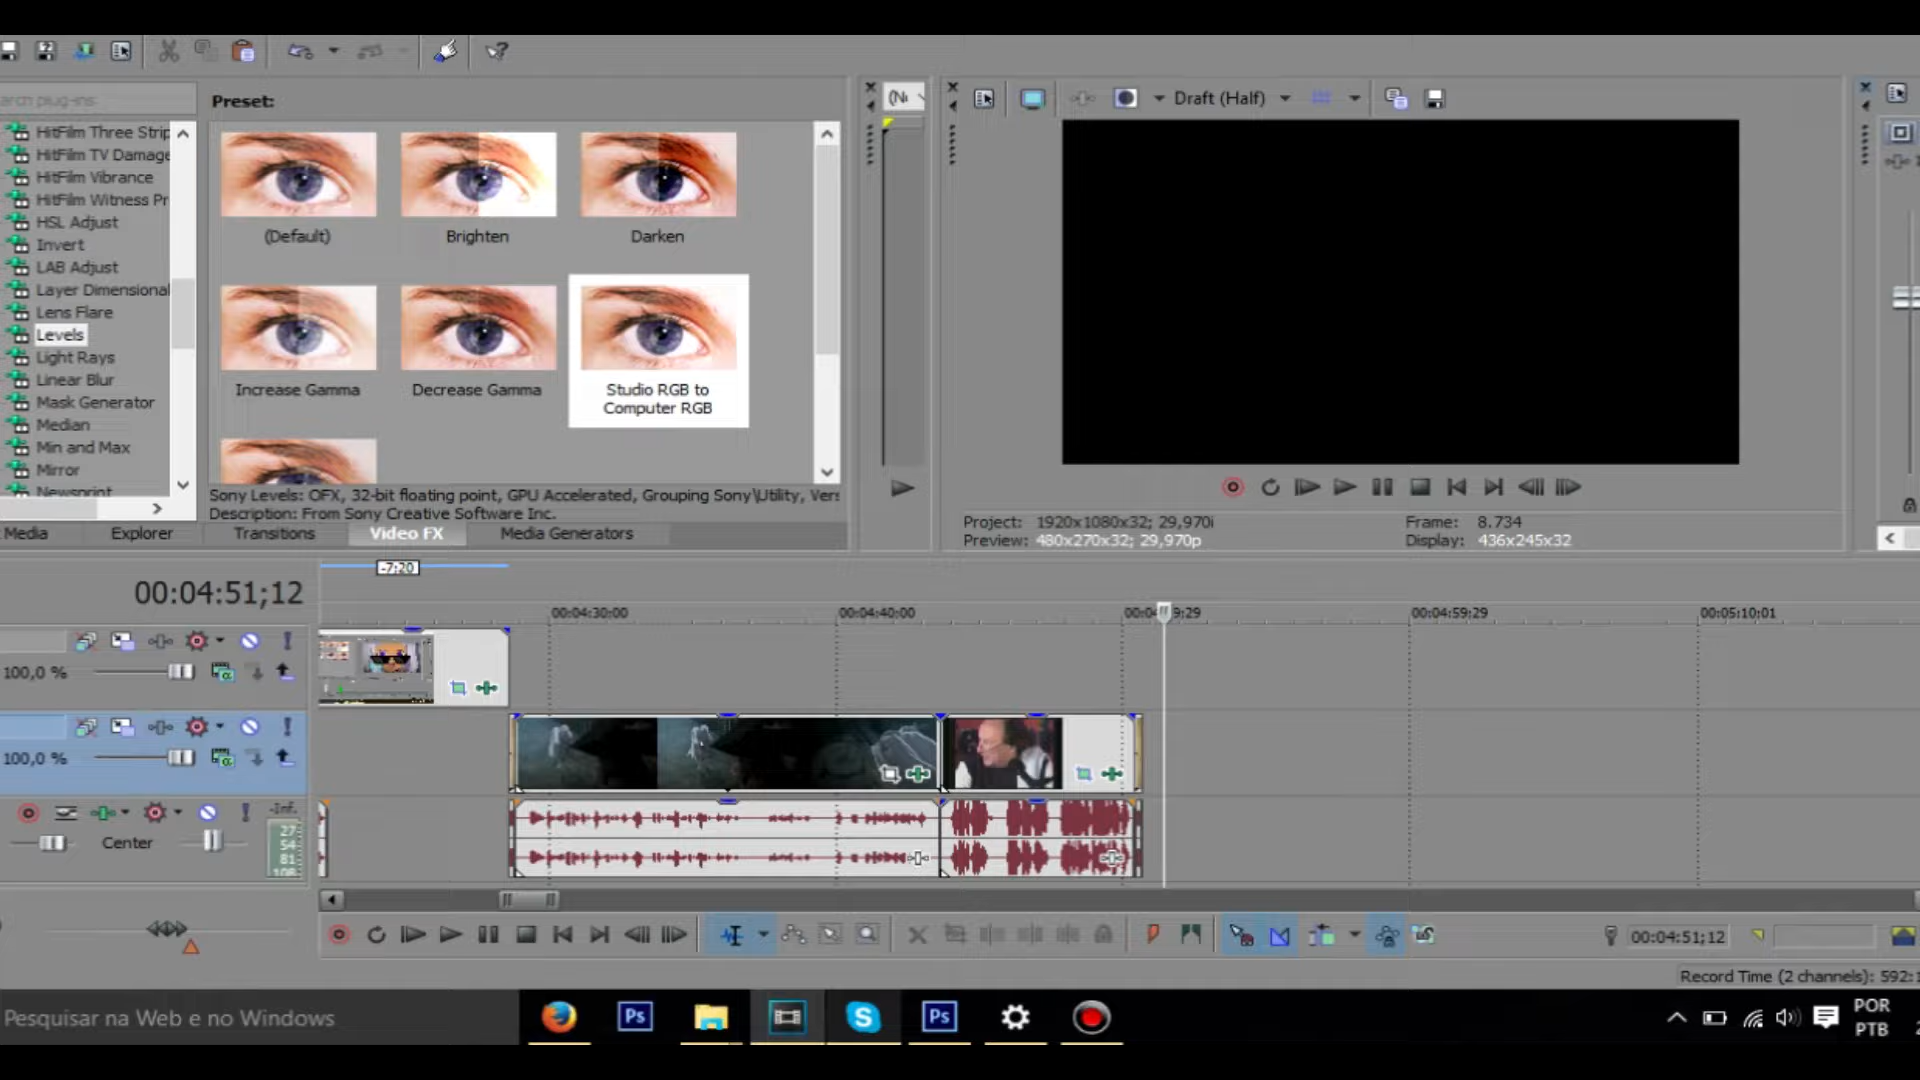 Preset:
(Ni
Draft (Half)
HitFilm Three Strip
HitFilm TV Damage
HitFilm Vibrance
HitFilm Witness Pr
HSL Adjust
Invert
LAB Adjust
Layer Dimensional
Lens Flare
Levels
Light Rays
Linear Blur
Mask Generator
Median
Min and Max
Mirror
Newsprint
(Default)
Brighten
Darken
Increase Gamma
Decrease Gamma
Studio RGB to
Computer RGB
Sony Levels: OFX, 32-bit floating point, GPU Accelerated, Grouping Sony\Utility, Vers
Description: From Sony Creative Software Inc.
Media
Explorer
Transitions
Video FX
Media Generators
Project: 1920x1080x32; 29,970i
Frame: 8.734
Preview: 480x270x32; 29,970p
Display: 436x245x32
-7;20
00:04:51;12
00:04:30;00
00:04:40;00
00:04:59;29
00:05:10;01
100,0 %
100,0 %
-Inf.
27
54
81
Center
00:04:51;12
Record Time (2 channels): 592:
Pesquisar na Web e no Windows
Ps
Ps
POR
PTB